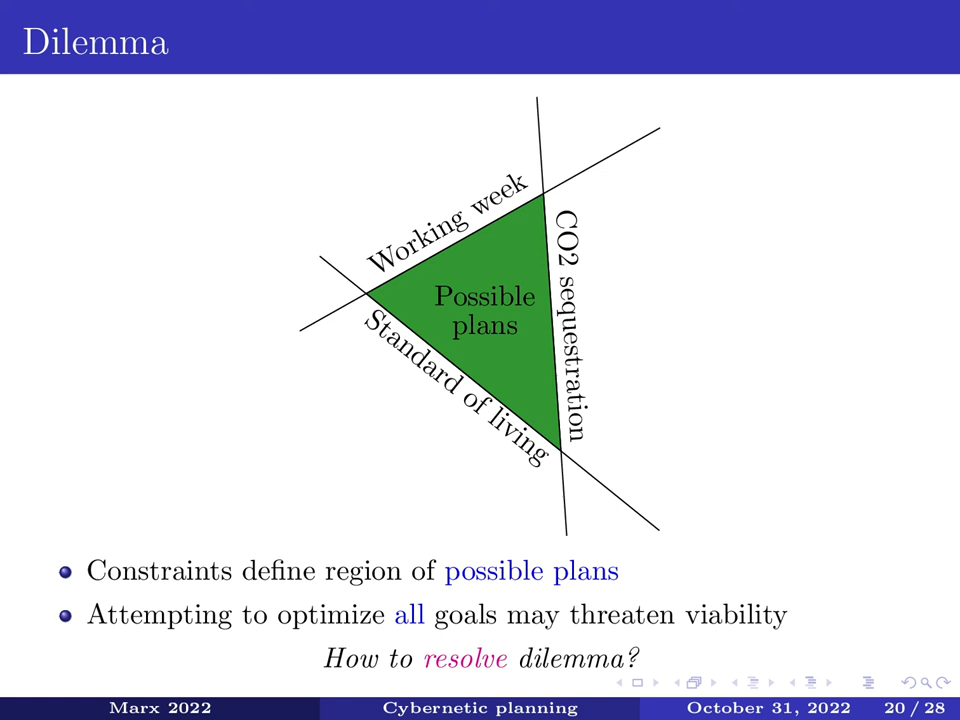 Dilemma
Working week
CO2 sequestration
Possible
plans
Standard of living
Constraints define region of possible plans
Attempting to optimize all goals may threaten viability
How to resolve dilemma?
Marx 2022 Cybernetic planning October 31, 2022 20 / 28